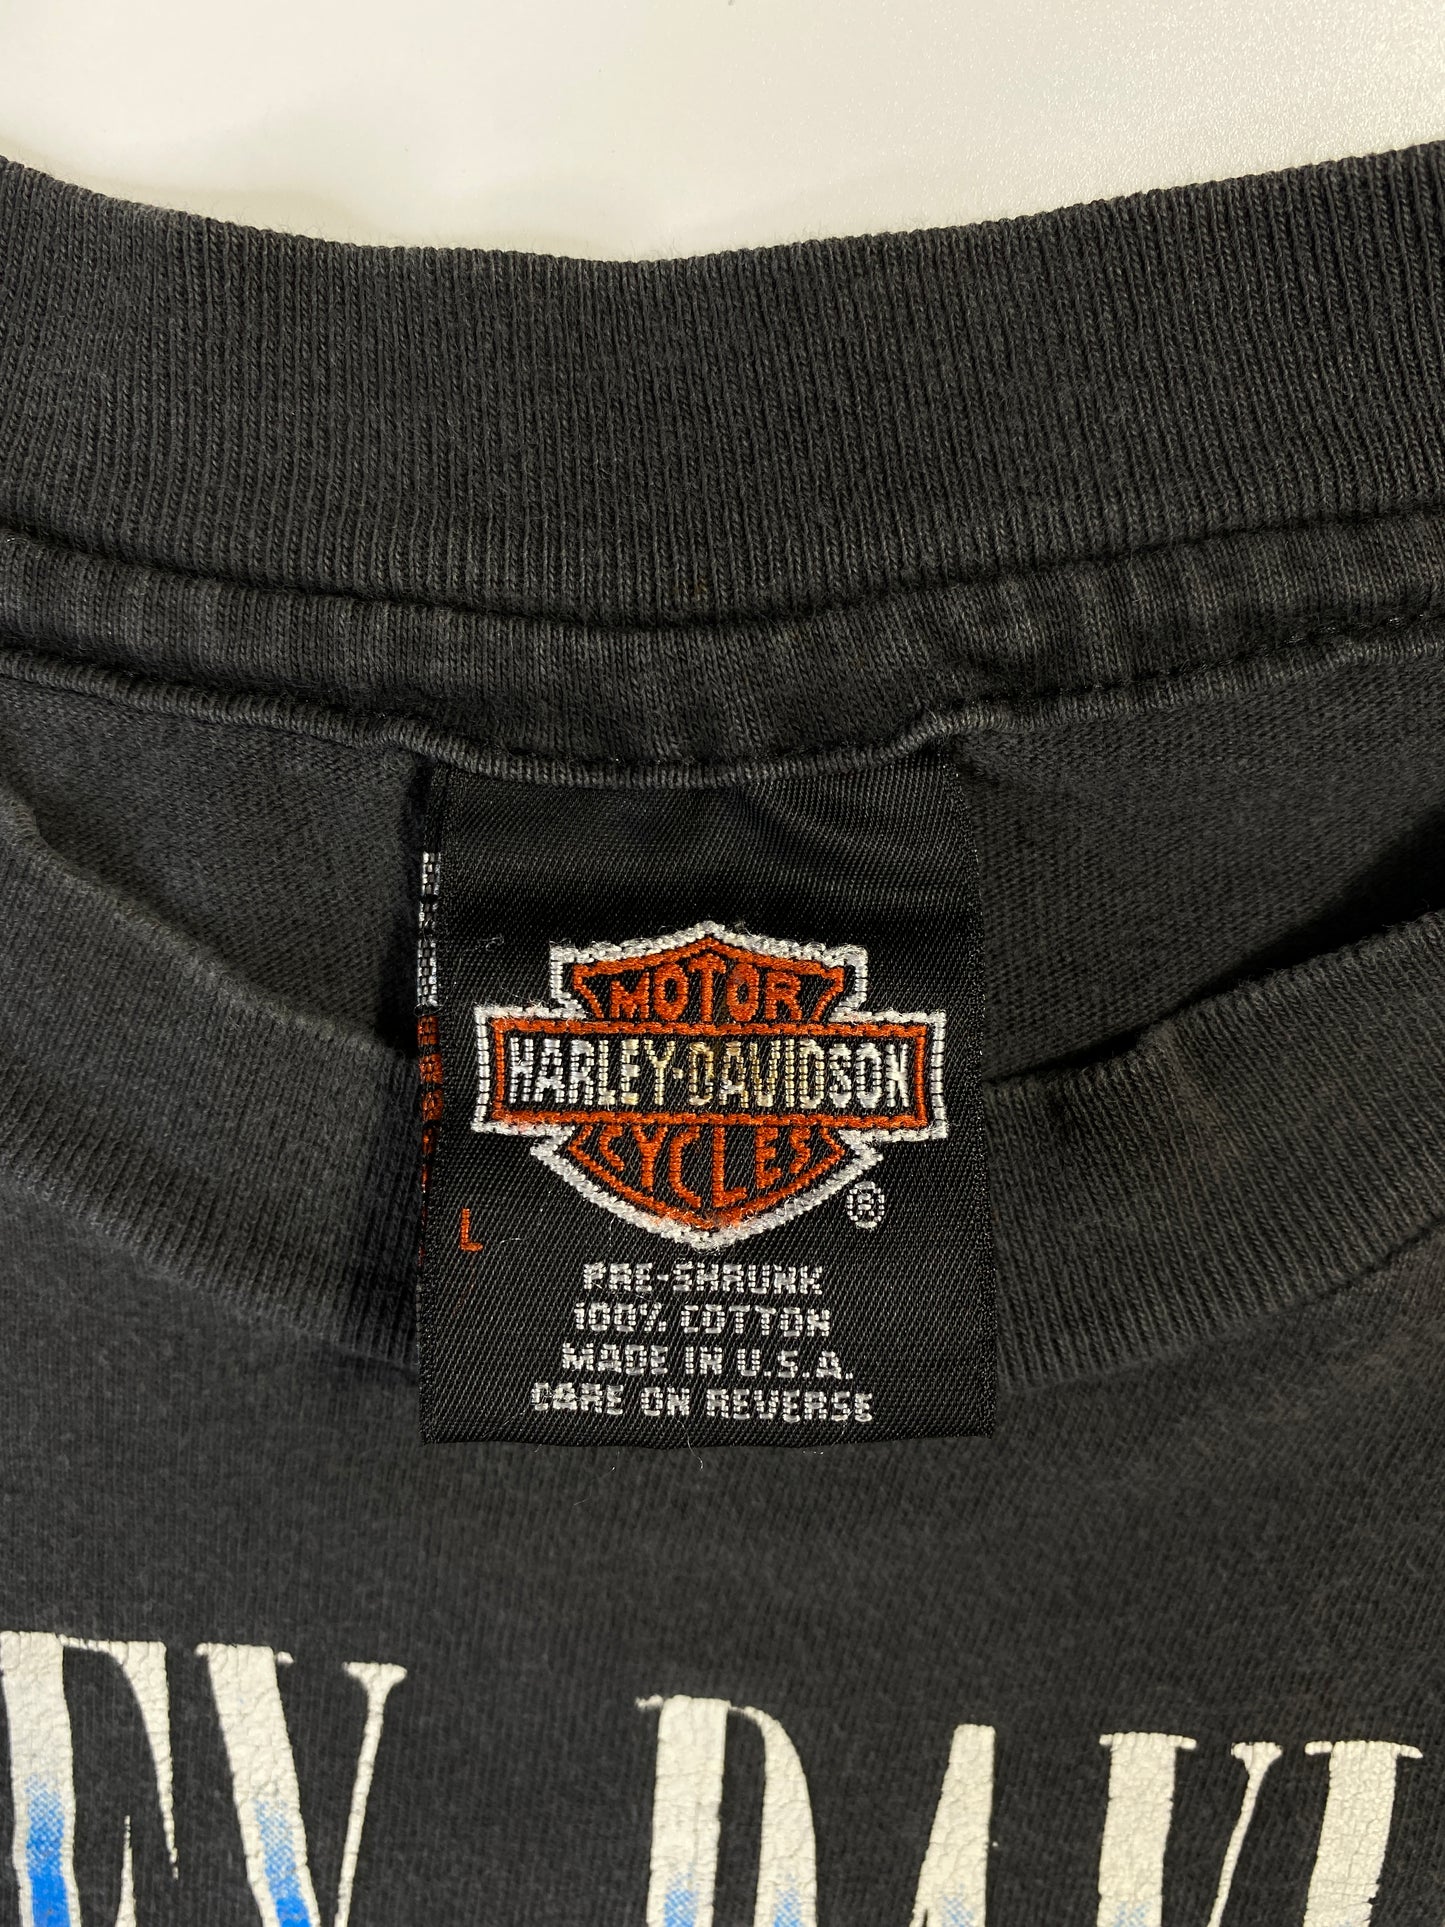 MOTOR
HARLEY-DAVIDSON
CYCLES
®
L
PRE-SHRUNK
100% COTTON
MADE IN U.S.A.
CARE ON REVERSE